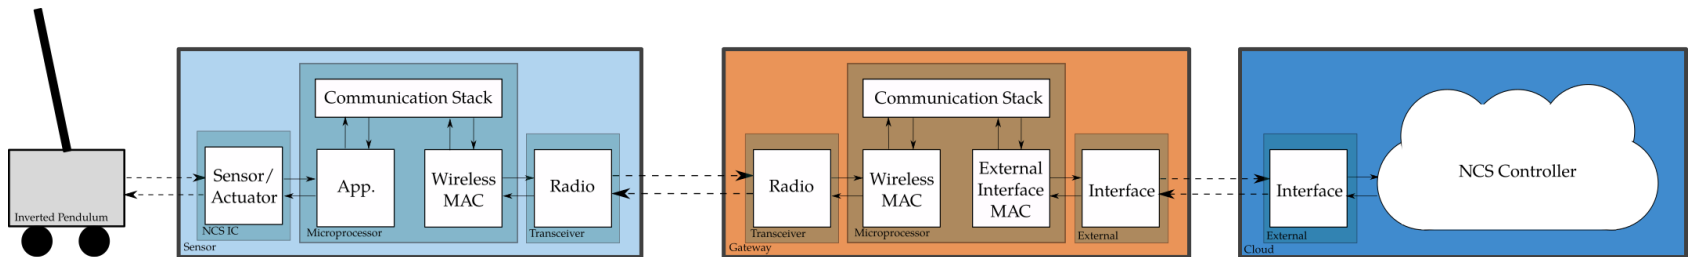 Inverted Pendulum
Sensor/
Actuator
NCS IC
Communication Stack
App.
Wireless
MAC
Microprocessor
Radio
Transceiver
Sensor
Radio
Transceiver
Communication Stack
Wireless
MAC
External
Interface
MAC
Microprocessor
Interface
External
Gateway
Interface
External
NCS Controller
Cloud